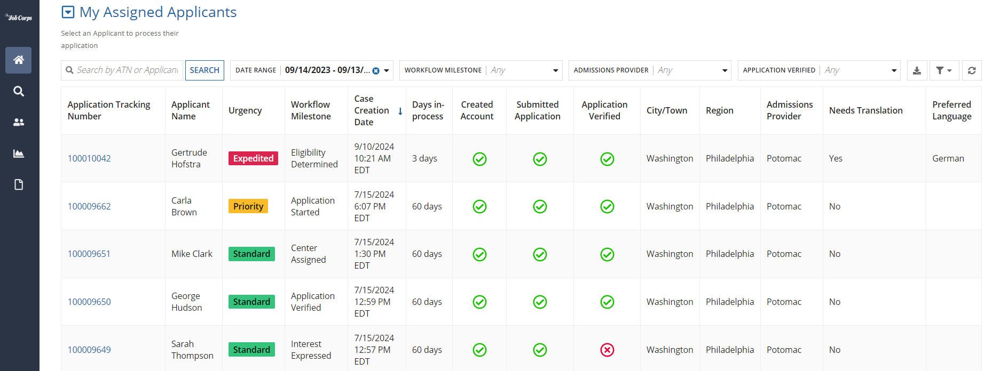 My Job Corps
My Assigned Applicants
Select an Applicant to process their
application
Search by ATN or Applicant
SEARCH
DATE RANGE 09/14/2023 - 09/13/...
WORKFLOW MILESTONE Any
ADMISSIONS PROVIDER Any
APPLICATION VERIFIED Any
Application Tracking
Number
Applicant
Name
Urgency
Workflow
Milestone
Case
Creation
Date
Days in-
process
Created
Account
Submitted
Application
Application
Verified
City/Town
Region
Admissions
Provider
Needs Translation
Preferred
Language
100010042
Gertrude
Hofstra
Expedited
Eligibility
Determined
9/10/2024
10:21 AM
EDT
3 days
Washington
Philadelphia
Potomac
Yes
German
100009662
Carla
Brown
Priority
Application
Started
7/15/2024
6:07 PM
EDT
60 days
Washington
Philadelphia
Potomac
No
100009651
Mike Clark
Standard
Center
Assigned
7/15/2024
1:30 PM
EDT
60 days
Washington
Philadelphia
Potomac
No
100009650
George
Hudson
Standard
Application
Verified
7/15/2024
12:59 PM
EDT
60 days
Washington
Philadelphia
Potomac
No
100009649
Sarah
Thompson
Standard
Interest
Expressed
7/15/2024
12:57 PM
EDT
60 days
Washington
Philadelphia
Potomac
No